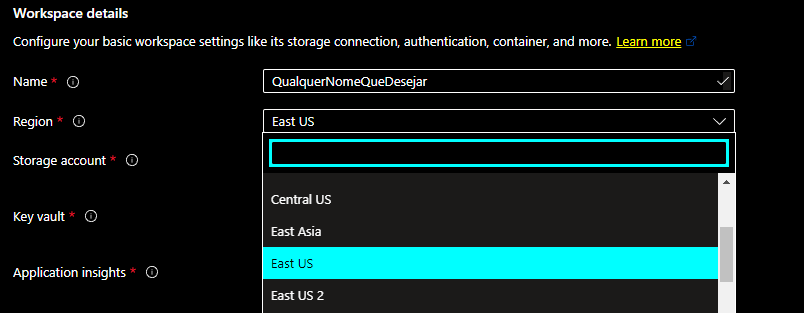 Workspace details
Configure your basic workspace settings like its storage connection, authentication, container, and more. Learn more
Name * QualquerNomeQueDesejar
Region * East US
Storage account *
Central US
Key vault *
East Asia
East US
Application insights *
East US 2